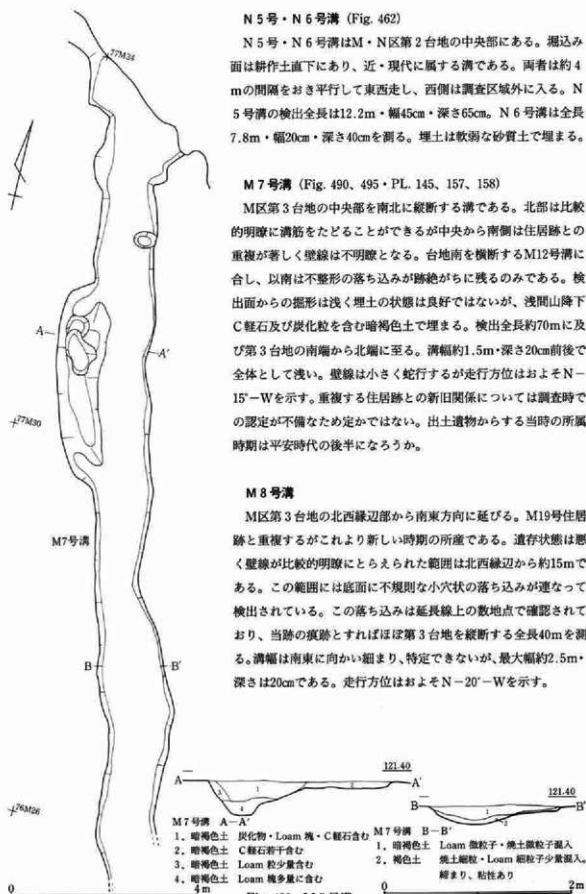 N5号・N6号溝 (Fig. 462)
N5号・N6号溝はM・N区第2台地の中央部にある。堀込み
面は耕作土直下にあり、近・現代に属する溝である。両者は約4
mの間隔をおき平行して東西走し、西側は調査区域外に入る。N
5号溝の検出全長は12.2m・幅45㎝・深さ65㎝。N6号溝は全長
7.8m・幅20㎝・深さ40㎝を測る。埋土は軟弱な砂質土で埋まる。
M7号溝 (Fig. 490、495・PL. 145、157、158)
M区第3台地の中央部を南北に縦断する溝である。北部は比較
的明瞭に溝筋をたどることができるが中央から南側は住居跡との
重複が著しく壁線は不明瞭となる。台地南を横断するM12号溝に
合し、以南は不整形の落ち込みが跡絶がちに残るのみである。検
出面からの掘形は浅く埋土の状態は良好ではないが、浅間山降下
C軽石及び炭化粒を含む暗褐色土で埋まる。検出全長約70mに及
び第3台地の南端から北端に至る。溝幅約1.5m・深さ20㎝前後で
全体として浅い。壁線は小さく蛇行するが走行方位はおよそN-
15°-Wを示す。重複する住居跡との新旧関係については調査時で
の認定が不備なため定かではない。出土遺物からする当時の所属
時期は平安時代の後半になろうか。
M8号溝
M区第3台地の北西縁辺部から南東方向に延びる。M19号住居
跡と重複するがこれより新しい時期の所産である。遺存状態は悪
く壁線が比較的明瞭にとらえられた範囲は北西縁辺から約15mで
ある。この範囲には底面に不規則な小穴状の落ち込みが連なって
検出されている。この落ち込みは延長線上の数地点で確認されて
おり、当跡の痕跡とすればほぼ第3台地を縦断する全長40mを測
る。溝幅は南東に向かい細まり、特定できないが、最大幅約2.5m・
深さは20㎝である。走行方位はおよそN-20°-Wを示す。
77M34
A
A'
77M30
M7号溝
B
B'
76M26
0
4m
A
121.40
A'
1
2
3
4
M7号溝 A-A'
1. 暗褐色土 炭化物・Loam塊・C軽石含む
2. 暗褐色土 C軽石若干含む
3. 暗褐色土 Loam粒少量含む
4. 暗褐色土 Loam塊多量に含む
121.40
B
B'
1
2
M7号溝 B-B'
1. 暗褐色土 Loam微粒子・焼土微粒子混入
2. 褐色土 焼土細粒・Loam細粒子少量混入。
締まり、粘性あり
0
2m